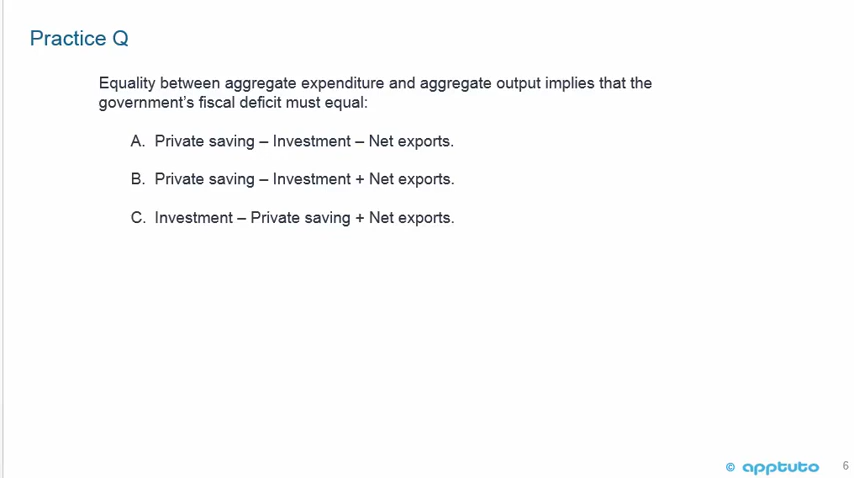 Practice Q
Equality between aggregate expenditure and aggregate output implies that the
government's fiscal deficit must equal:
A. Private saving – Investment – Net exports.
B. Private saving – Investment + Net exports.
C. Investment – Private saving + Net exports.
© apptuto 6